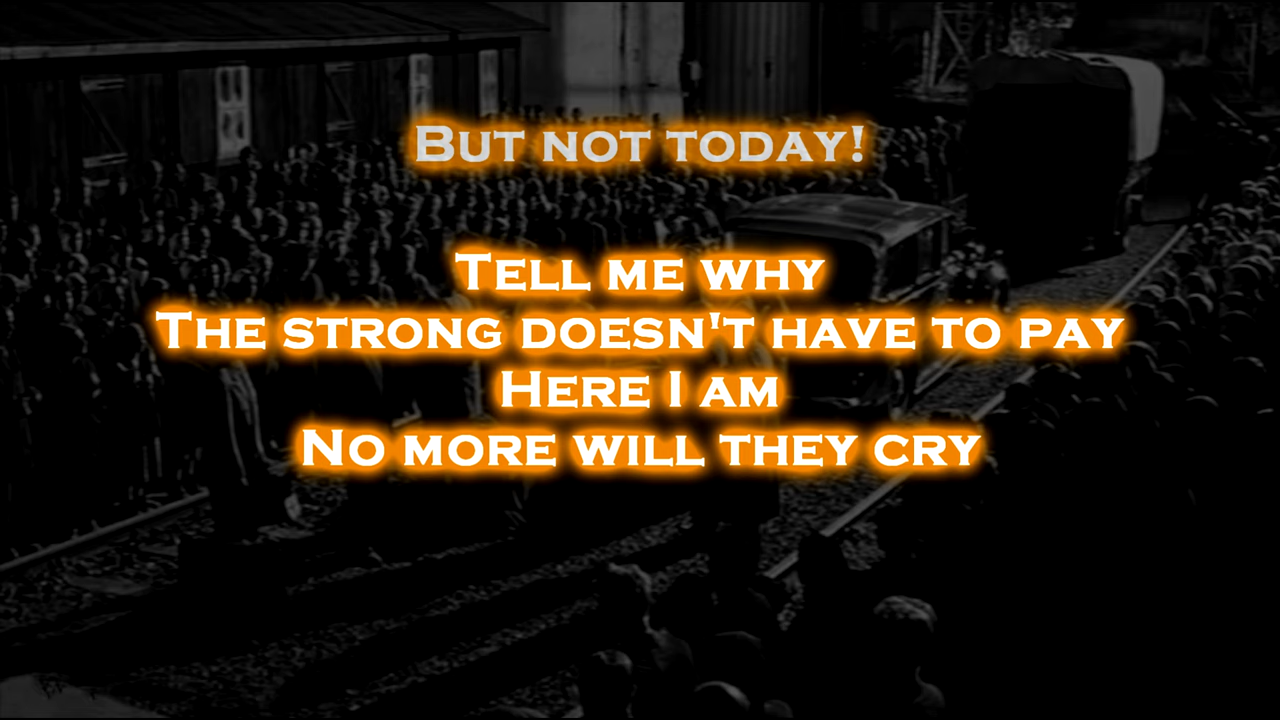 But not today!
Tell me why
The strong doesn't have to pay
Here I am
No more will they cry